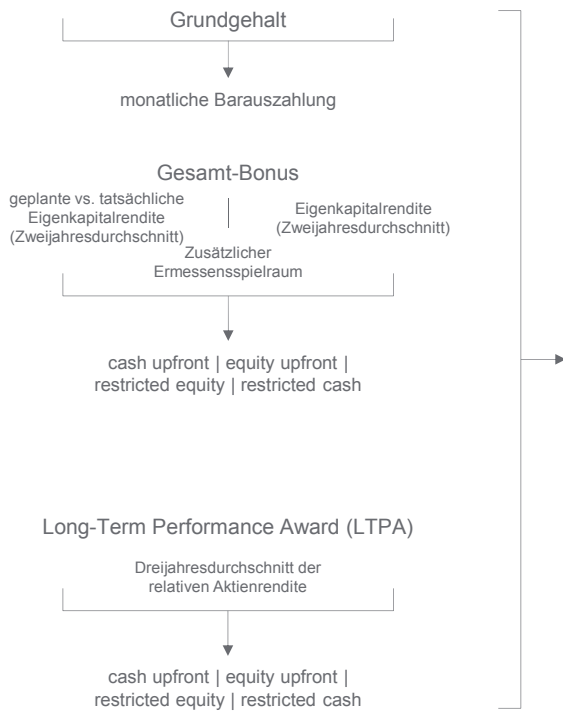 Grundgehalt
monatliche Barauszahlung
Gesamt-Bonus
geplante vs. tatsächliche
Eigenkapitalrendite
(Zweijahresdurchschnitt)
Eigenkapitalrendite
(Zweijahresdurchschnitt)
Zusätzlicher
Ermessensspielraum
cash upfront | equity upfront |
restricted equity | restricted cash
Long-Term Performance Award (LTPA)
Dreijahresdurchschnitt der
relativen Aktienrendite
cash upfront | equity upfront |
restricted equity | restricted cash